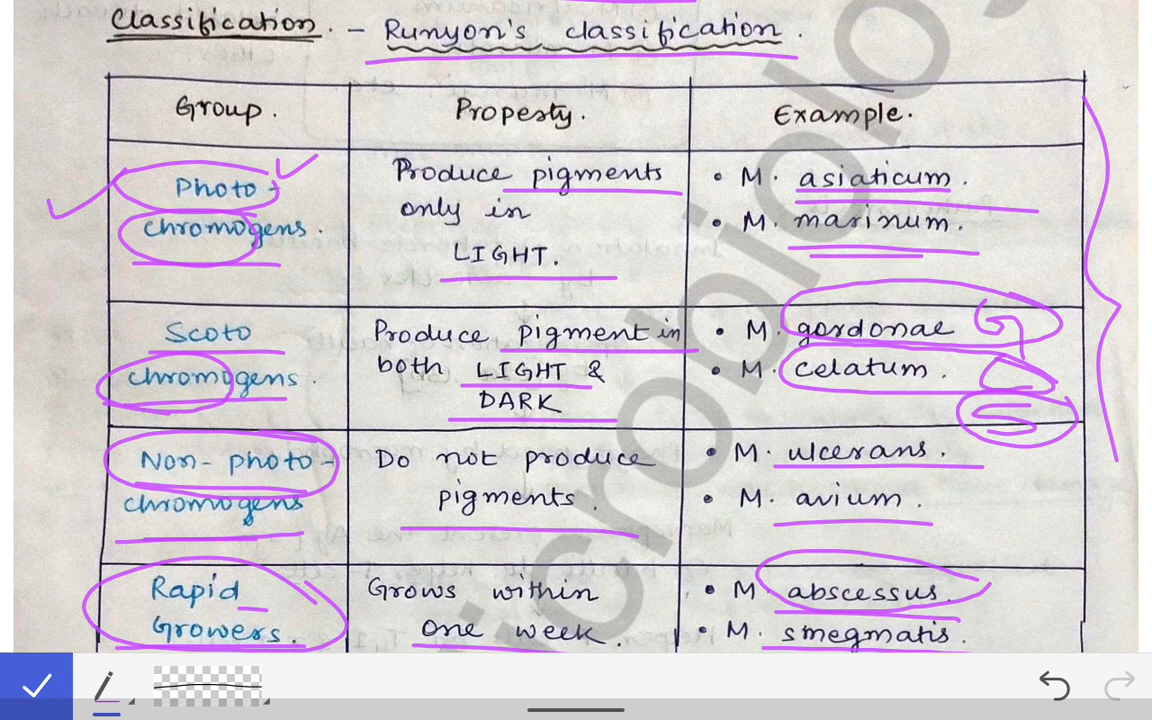 Classification. - Runyon's classification.
Group. Property. Example.
Photo-
chromogens.
Produce pigments
only in
LIGHT.
• M. asiaticum.
• M. marinum.
Scoto
chromogens.
Produce pigment in
both LIGHT &
DARK
• M. gordonae
• M. celatum.
Non-photo-
chromogens
Do not produce
pigments.
• M. ulcerans.
• M. avium.
Rapid
Growers.
Grows within
one week.
• M. abscessus.
• M. smegmatis.